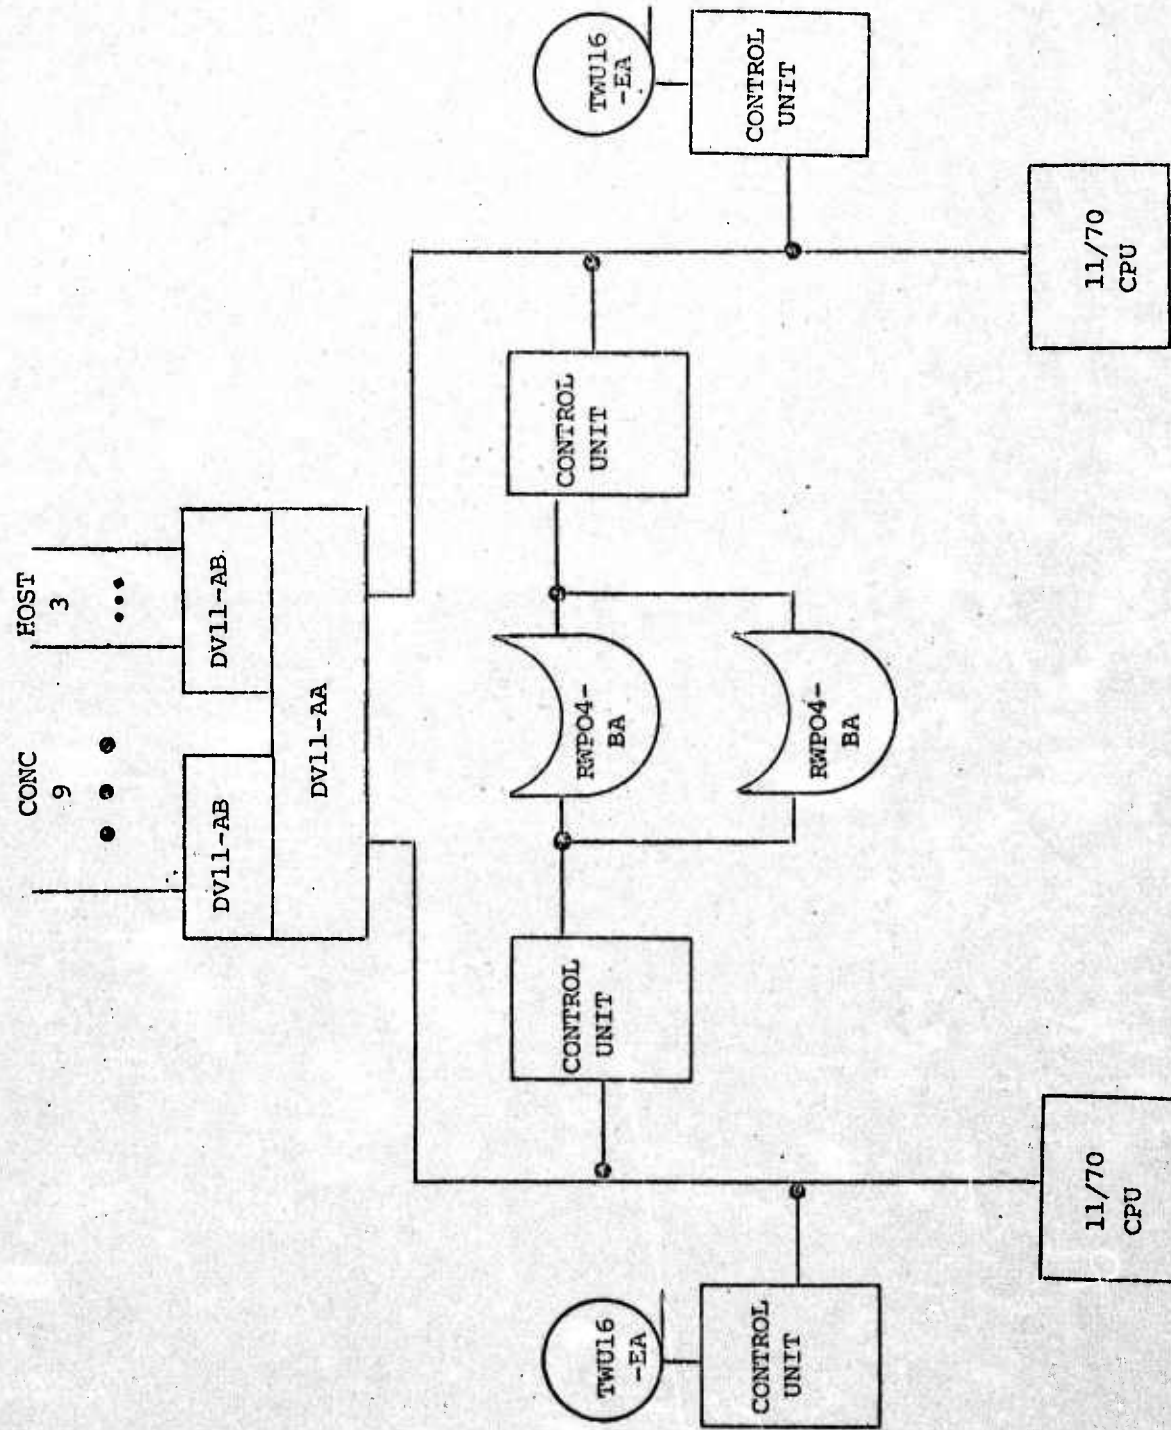 HOST
3
CONC
9
DV11-AB
DV11-AB
DV11-AA
TWU16
-EA
CONTROL
UNIT
CONTROL
UNIT
11/70
CPU
RWP04-
BA
RWP04-
BA
CONTROL
UNIT
TWU16
-EA
CONTROL
UNIT
11/70
CPU